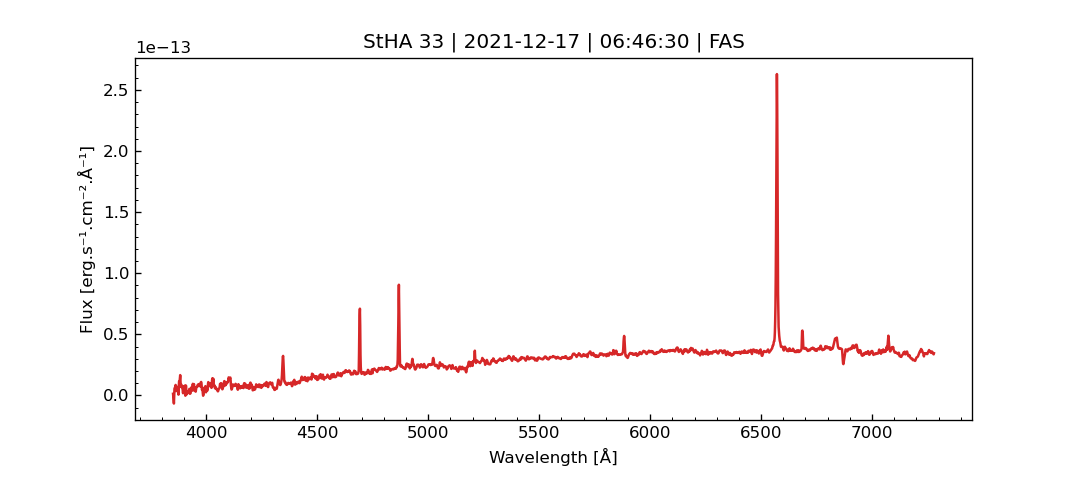 StHA 33 | 2021-12-17 | 06:46:30 | FAS
1e−13
2.5
2.0
1.5
1.0
0.5
0.0
Flux [erg.s⁻¹.cm⁻².Å⁻¹]
4000 4500 5000 5500 6000 6500 7000
Wavelength [Å]